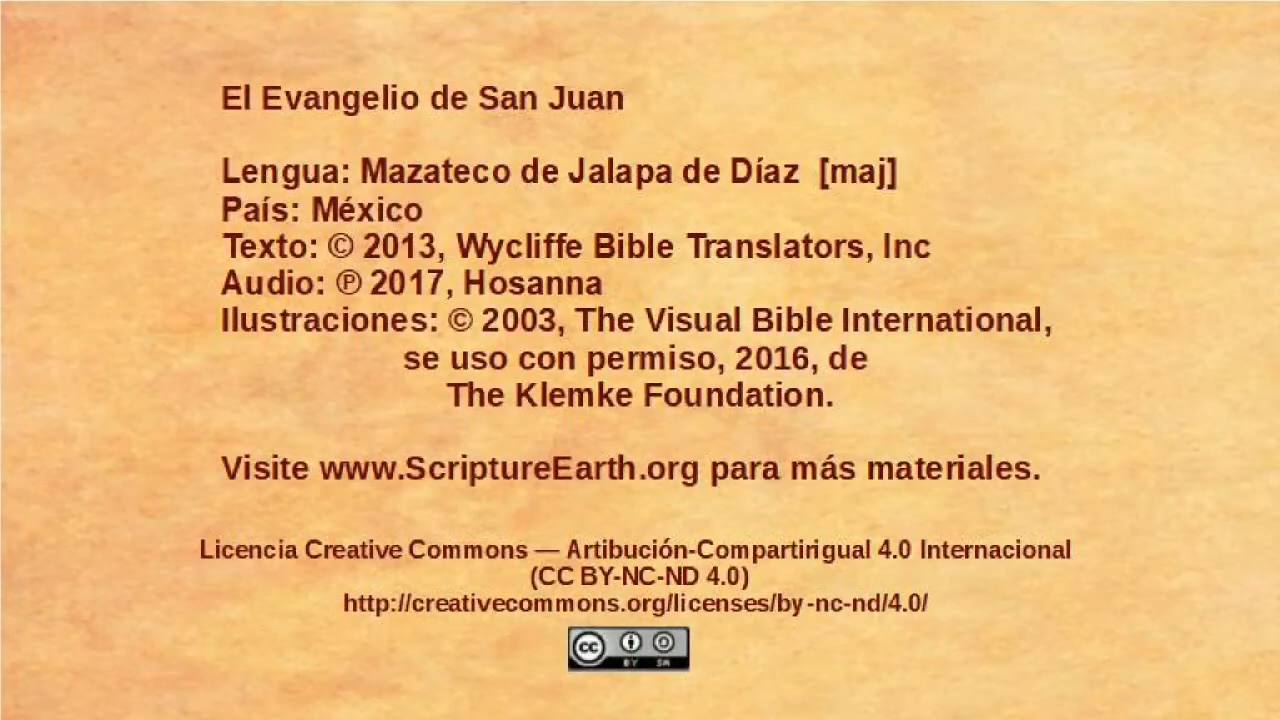 El Evangelio de San Juan
Lengua: Mazateco de Jalapa de Díaz [maj]
País: México
Texto: © 2013, Wycliffe Bible Translators, Inc
Audio: ℗ 2017, Hosanna
Ilustraciones: © 2003, The Visual Bible International,
se uso con permiso, 2016, de
The Klemke Foundation.
Visite www.ScriptureEarth.org para más materiales.
Licencia Creative Commons — Artibución-Compartirigual 4.0 Internacional
(CC BY-NC-ND 4.0)
http://creativecommons.org/licenses/by-nc-nd/4.0/
cc BY SA